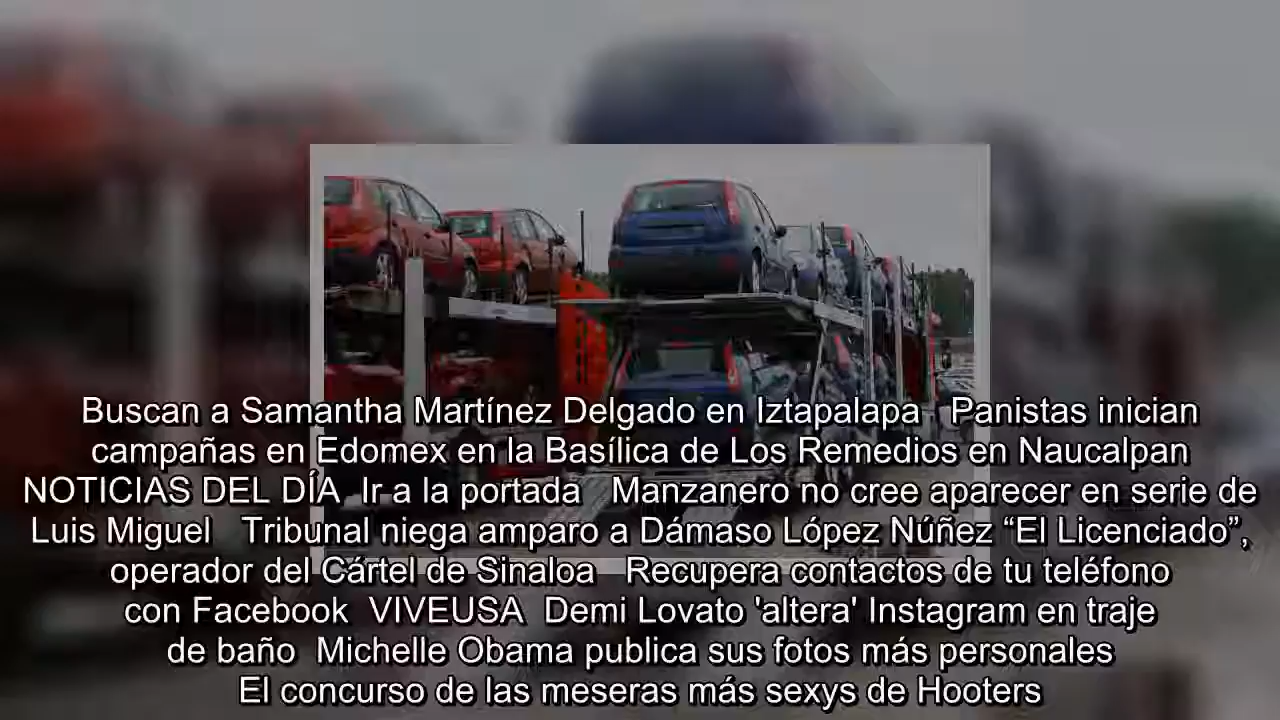 Buscan a Samantha Martínez Delgado en Iztapalapa   Panistas inician
campañas en Edomex en la Basílica de Los Remedios en Naucalpan
NOTICIAS DEL DÍA  Ir a la portada   Manzanero no cree aparecer en serie de
Luis Miguel   Tribunal niega amparo a Dámaso López Núñez “El Licenciado”,
operador del Cártel de Sinaloa   Recupera contactos de tu teléfono
con Facebook  VIVEUSA  Demi Lovato 'altera' Instagram en traje
de baño  Michelle Obama publica sus fotos más personales
El concurso de las meseras más sexys de Hooters